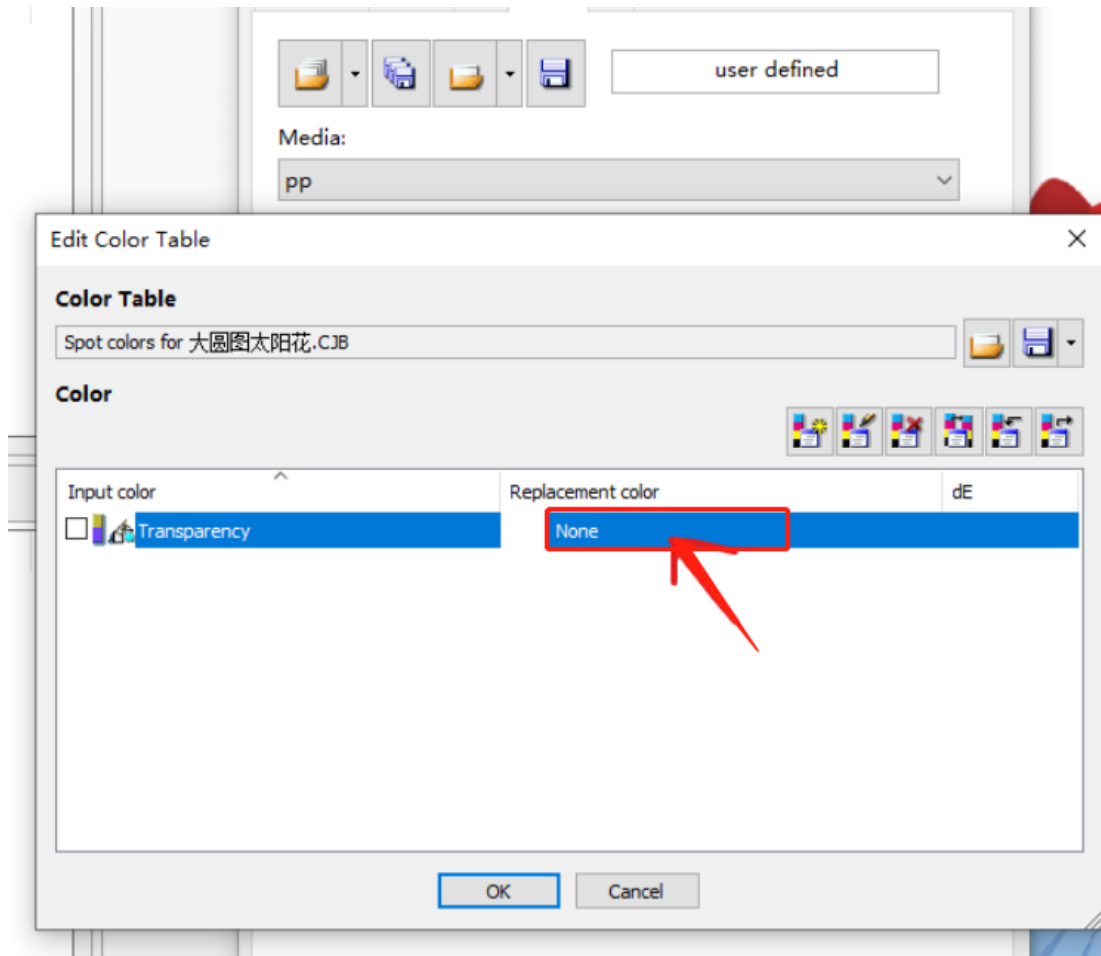 user defined
Media:
pp
Edit Color Table
Color Table
Spot colors for 大圆图太阳花.CJB
Color
Input color Replacement color dE
Transparency None
OK Cancel